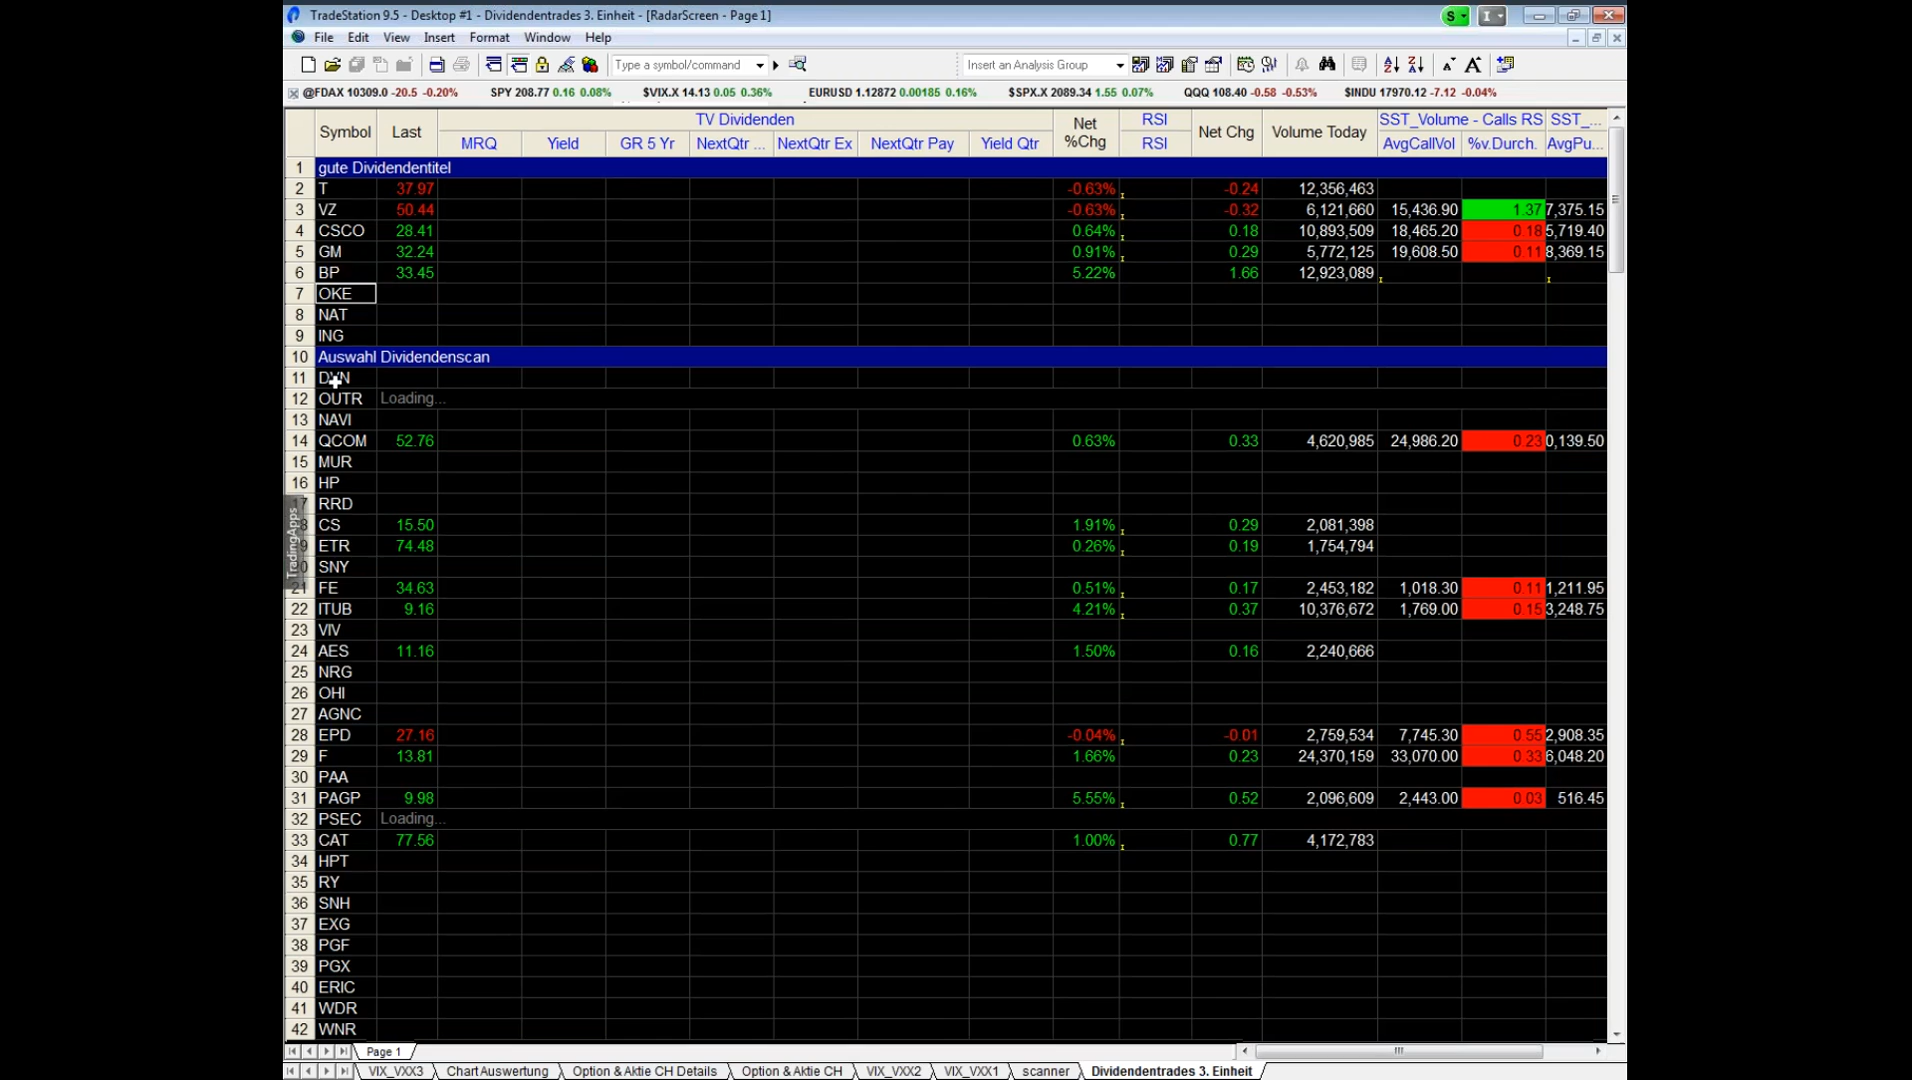 TradeStation 9.5 - Desktop #1 - Dividendentrades 3. Einheit - [RadarScreen - Page 1]
S I
File Edit View Insert Format Window Help
Type a symbol/command Insert an Analysis Group
@FDAX 10309.0 -20.5 -0.20% SPY 208.77 0.16 0.08% $VIX.X 14.13 0.05 0.36% EURUSD 1.12872 0.00185 0.16% $SPX.X 2089.34 1.55 0.07% QQQ 108.40 -0.58 -0.53% $INDU 17970.12 -7.12 -0.04%
TV Dividenden RSI SST_Volume - Calls RS SST_...
Symbol Last Net %Chg Net Chg Volume Today
MRQ Yield GR 5 Yr NextQtr ... NextQtr Ex NextQtr Pay Yield Qtr RSI AvgCallVol %v.Durch. AvgPu...
1 gute Dividendentitel
2 T 37.97 -0.63% -0.24 12,356,463
3 VZ 50.44 -0.63% -0.32 6,121,660 15,436.90 1.37 7,375.15
4 CSCO 28.41 0.64% 0.18 10,893,509 18,465.20 0.18 5,719.40
5 GM 32.24 0.91% 0.29 5,772,125 19,608.50 0.11 8,369.15
6 BP 33.45 5.22% 1.66 12,923,089
7 OKE
8 NAT
9 ING
10 Auswahl Dividendenscan
11
12 OUTR Loading...
13 NAVI
14 QCOM 52.76 0.63% 0.33 4,620,985 24,986.20 0.23 0,139.50
15 MUR
16 HP
RRD
CS 15.50 1.91% 0.29 2,081,398
ETR 74.48 0.26% 0.19 1,754,794
SNY
21 FE 34.63 0.51% 0.17 2,453,182 1,018.30 0.11 1,211.95
22 ITUB 9.16 4.21% 0.37 10,376,672 1,769.00 0.15 3,248.75
23 VIV
24 AES 11.16 1.50% 0.16 2,240,666
25 NRG
26 OHI
27 AGNC
28 EPD 27.16 -0.04% -0.01 2,759,534 7,745.30 0.55 2,908.35
29 F 13.81 1.66% 0.23 24,370,159 33,070.00 0.33 6,048.20
30 PAA
31 PAGP 9.98 5.55% 0.52 2,096,609 2,443.00 0.03 516.45
32 PSEC Loading...
33 CAT 77.56 1.00% 0.77 4,172,783
34 HPT
35 RY
36 SNH
37 EXG
38 PGF
39 PGX
40 ERIC
41 WDR
42 WNR
TradingApps
Page 1
VIX_VXX3 ChartAuswertung Option & Aktie CH Details Option & Aktie CH VIX_VXX2 VIX_VXX1 scanner Dividendentrades 3. Einheit